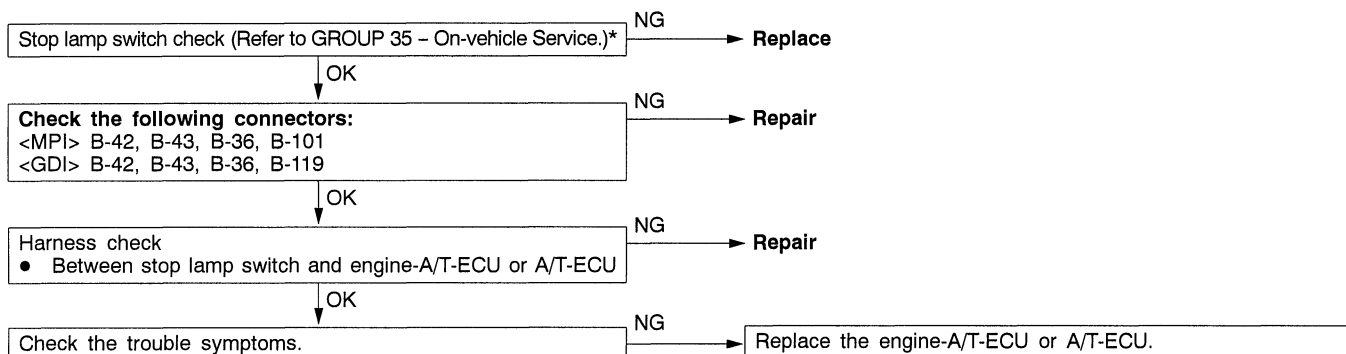 NG
Stop lamp switch check (Refer to GROUP 35 – On-vehicle Service.)*
Replace
OK
NG
Check the following connectors:
<MPI> B-42, B-43, B-36, B-101
<GDI> B-42, B-43, B-36, B-119
Repair
OK
NG
Harness check
● Between stop lamp switch and engine-A/T-ECU or A/T-ECU
Repair
OK
NG
Check the trouble symptoms.
Replace the engine-A/T-ECU or A/T-ECU.